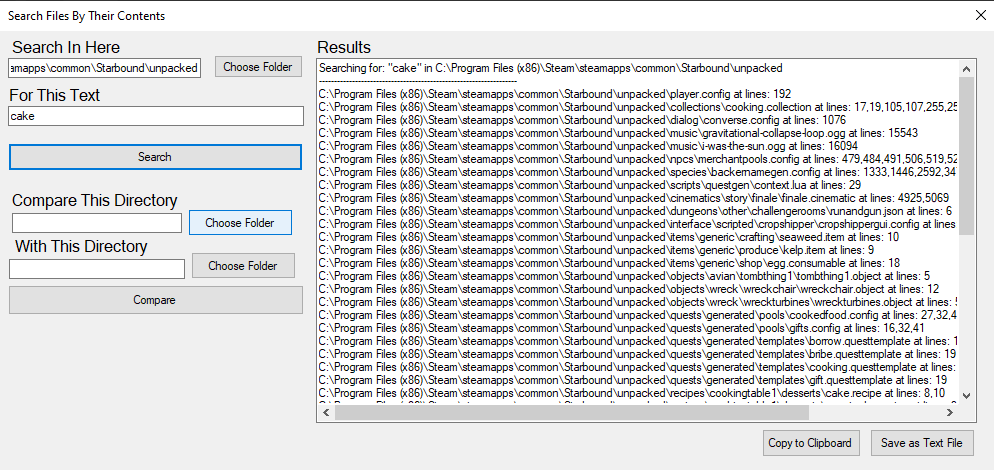 Search Files By Their Contents
Search In Here
amapps\common\Starbound\unpacked
Choose Folder
For This Text
cake
Search
Compare This Directory
Choose Folder
With This Directory
Choose Folder
Compare
Results
Searching for: "cake" in C:\Program Files (x86)\Steam\steamapps\common\Starbound\unpacked
------------------------------------------------------------
C:\Program Files (x86)\Steam\steamapps\common\Starbound\unpacked\player.config at lines: 192
C:\Program Files (x86)\Steam\steamapps\common\Starbound\unpacked\collections\cooking.collection at lines: 17,19,105,107,255,25
C:\Program Files (x86)\Steam\steamapps\common\Starbound\unpacked\dialog\converse.config at lines: 1076
C:\Program Files (x86)\Steam\steamapps\common\Starbound\unpacked\music\gravitational-collapse-loop.ogg at lines: 15543
C:\Program Files (x86)\Steam\steamapps\common\Starbound\unpacked\music\i-was-the-sun.ogg at lines: 16094
C:\Program Files (x86)\Steam\steamapps\common\Starbound\unpacked\npcs\merchantpools.config at lines: 479,484,491,506,519,52
C:\Program Files (x86)\Steam\steamapps\common\Starbound\unpacked\species\backernamegen.config at lines: 1333,1446,2592,34
C:\Program Files (x86)\Steam\steamapps\common\Starbound\unpacked\scripts\questgen\context.lua at lines: 29
C:\Program Files (x86)\Steam\steamapps\common\Starbound\unpacked\cinematics\story\finale\finale.cinematic at lines: 4925,5069
C:\Program Files (x86)\Steam\steamapps\common\Starbound\unpacked\dungeons\other\challengerooms\runandgun.json at lines: 6
C:\Program Files (x86)\Steam\steamapps\common\Starbound\unpacked\interface\scripted\cropshipper\cropshippergui.config at lines
C:\Program Files (x86)\Steam\steamapps\common\Starbound\unpacked\items\generic\crafting\seaweed.item at lines: 10
C:\Program Files (x86)\Steam\steamapps\common\Starbound\unpacked\items\generic\produce\kelp.item at lines: 9
C:\Program Files (x86)\Steam\steamapps\common\Starbound\unpacked\items\generic\shop\egg.consumable at lines: 18
C:\Program Files (x86)\Steam\steamapps\common\Starbound\unpacked\objects\avian\tombthing1\tombthing1.object at lines: 5
C:\Program Files (x86)\Steam\steamapps\common\Starbound\unpacked\objects\wreck\wreckchair\wreckchair.object at lines: 12
C:\Program Files (x86)\Steam\steamapps\common\Starbound\unpacked\objects\wreck\wreckturbines\wreckturbines.object at lines:
C:\Program Files (x86)\Steam\steamapps\common\Starbound\unpacked\quests\generated\pools\cookedfood.config at lines: 27,32,4
C:\Program Files (x86)\Steam\steamapps\common\Starbound\unpacked\quests\generated\pools\gifts.config at lines: 16,32,41
C:\Program Files (x86)\Steam\steamapps\common\Starbound\unpacked\quests\generated\templates\borrow.questtemplate at lines: 1
C:\Program Files (x86)\Steam\steamapps\common\Starbound\unpacked\quests\generated\templates\bribe.questtemplate at lines: 19
C:\Program Files (x86)\Steam\steamapps\common\Starbound\unpacked\quests\generated\templates\cooking.questtemplate at lines:
C:\Program Files (x86)\Steam\steamapps\common\Starbound\unpacked\quests\generated\templates\gift.questtemplate at lines: 19
C:\Program Files (x86)\Steam\steamapps\common\Starbound\unpacked\recipes\cookingtable1\desserts\cake.recipe at lines: 8,10
Copy to Clipboard
Save as Text File